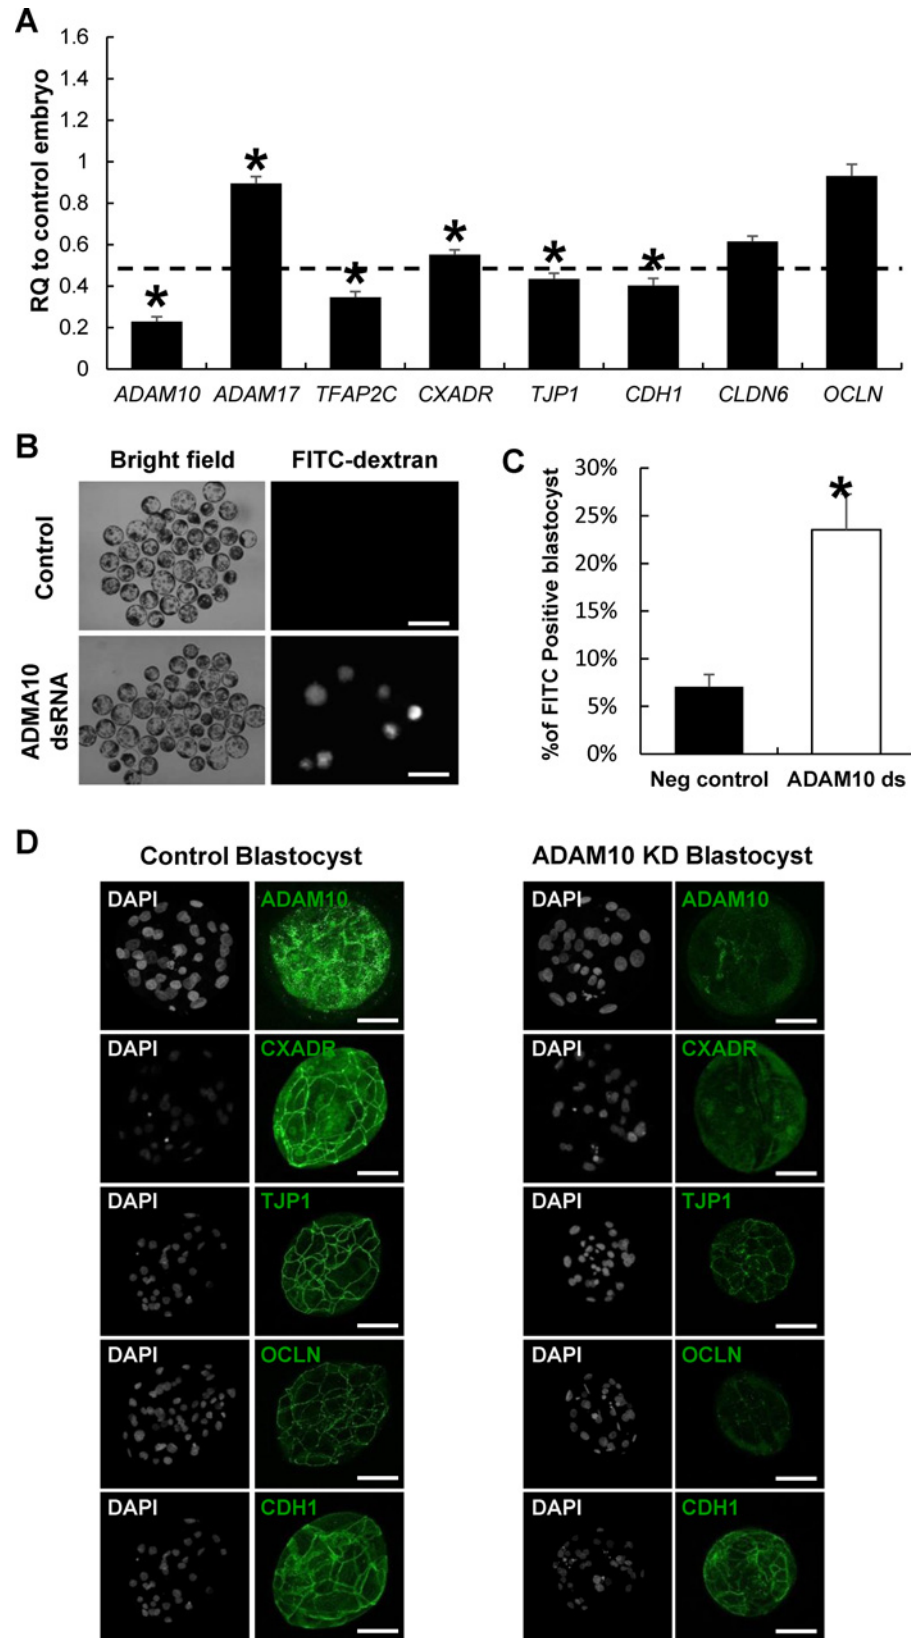 A
RQ to control embryo
1.6
1.4
1.2
1
0.8
0.6
0.4
0.2
0
* * * * * *
ADAM10 ADAM17 TFAP2C CXADR TJP1 CDH1 CLDN6 OCLN
B
Bright field FITC-dextran
Control
ADMA10
dsRNA
C
%of FITC Positive blastocyst
30%
25%
20%
15%
10%
5%
0%
*
Neg control ADAM10 ds
D
Control Blastocyst ADAM10 KD Blastocyst
DAPI ADAM10 DAPI ADAM10
DAPI CXADR DAPI CXADR
DAPI TJP1 DAPI TJP1
DAPI OCLN DAPI OCLN
DAPI CDH1 DAPI CDH1